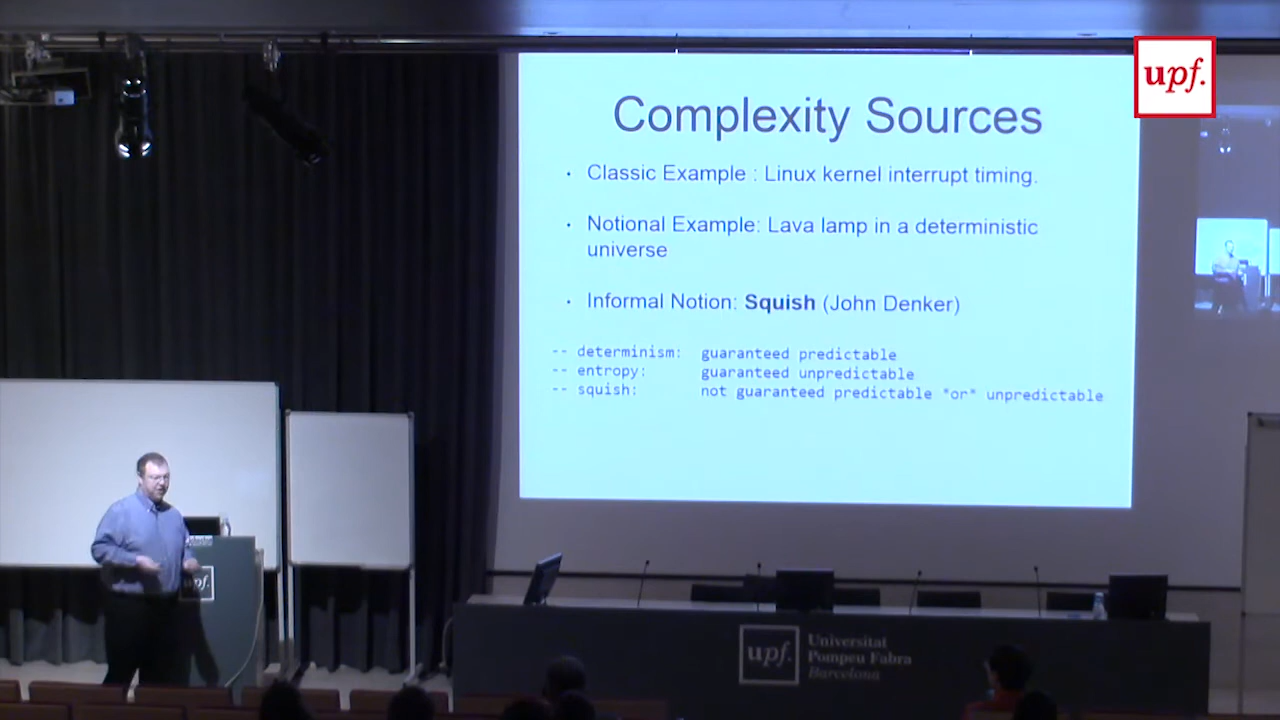 upf.
Complexity Sources
• Classic Example : Linux kernel interrupt timing.
• Notional Example: Lava lamp in a deterministic
universe
• Informal Notion: Squish (John Denker)
-- determinism: guaranteed predictable
-- entropy: guaranteed unpredictable
-- squish: not guaranteed predictable *or* unpredictable
upf.
upf.
Universitat
Pompeu Fabra
Barcelona